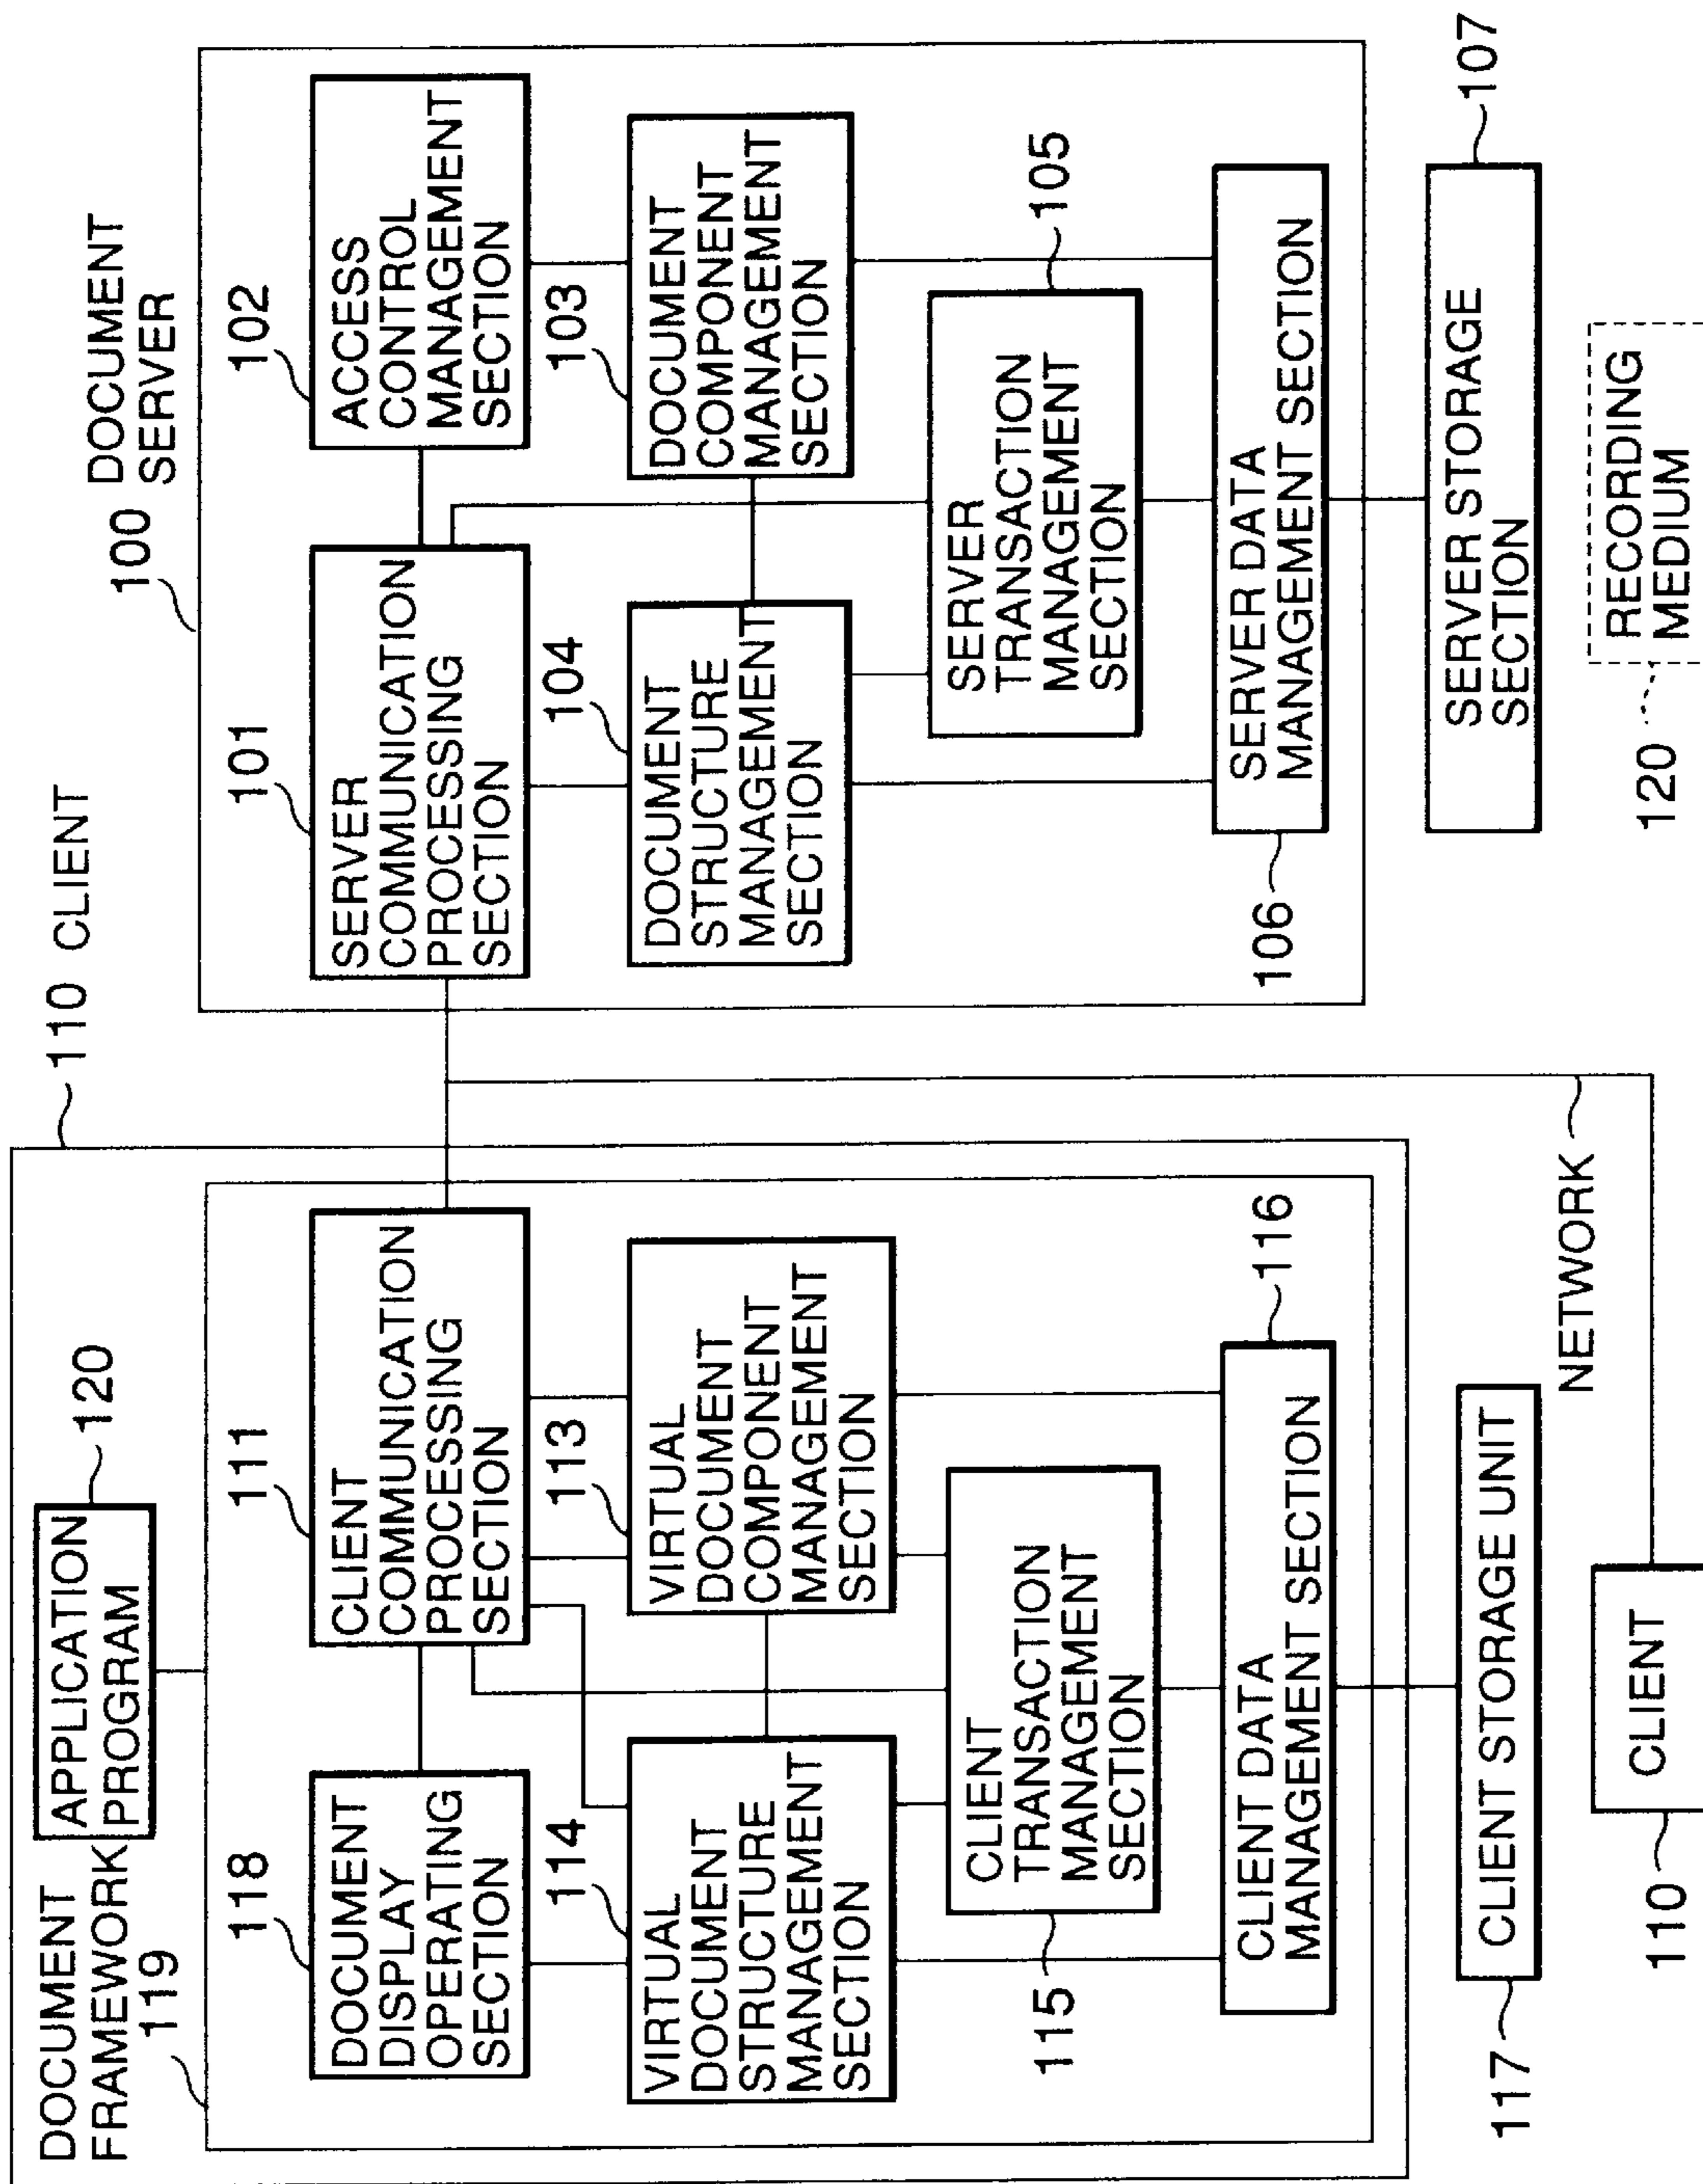 DOCUMENT
FRAMEWORK
119
APPLICATION
PROGRAM
120
110 CLIENT
118
DOCUMENT
DISPLAY
OPERATING
SECTION
111
CLIENT
COMMUNICATION
PROCESSING
SECTION
114
VIRTUAL
DOCUMENT
STRUCTURE
MANAGEMENT
SECTION
113
VIRTUAL
DOCUMENT
COMPONENT
MANAGEMENT
SECTION
CLIENT
TRANSACTION
MANAGEMENT
SECTION
115
CLIENT DATA
MANAGEMENT SECTION
116
CLIENT STORAGE UNIT
117
CLIENT
110
NETWORK
100
DOCUMENT
SERVER
101
SERVER
COMMUNICATION
PROCESSING
SECTION
102
ACCESS
CONTROL
MANAGEMENT
SECTION
104
DOCUMENT
STRUCTURE
MANAGEMENT
SECTION
103
DOCUMENT
COMPONENT
MANAGEMENT
SECTION
SERVER
TRANSACTION
MANAGEMENT
SECTION
105
SERVER DATA
MANAGEMENT SECTION
106
SERVER STORAGE
SECTION
107
RECORDING
MEDIUM
120